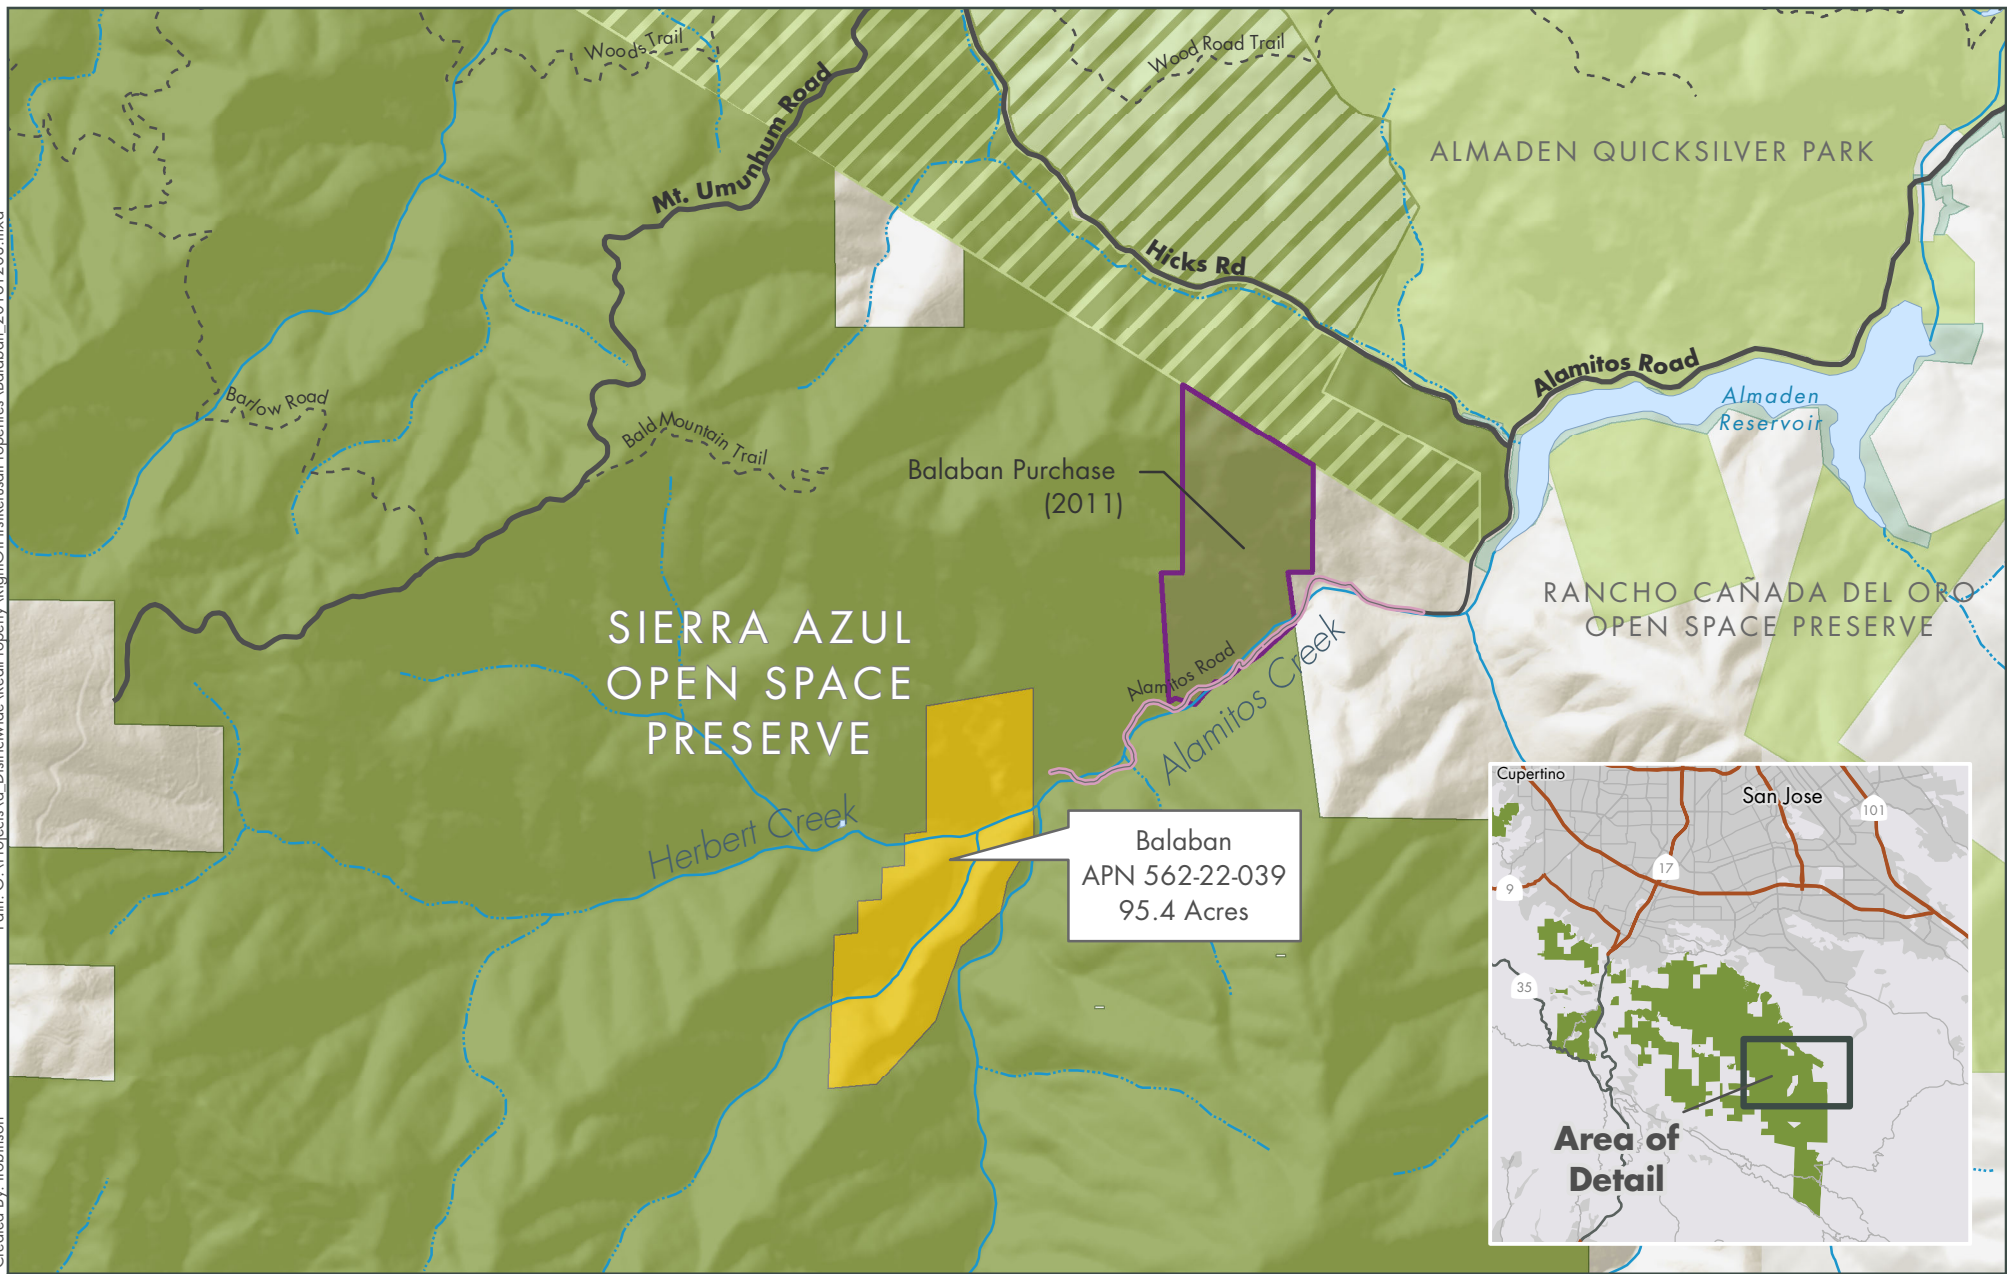 Woods Trail
Wood Road Trail
Mt. Umunhum Road
ALMADEN QUICKSILVER PARK
Hicks Rd
Alamitos Road
Almaden
Reservoir
Barlow Road
Bald Mountain Trail
Balaban Purchase
(2011)
RANCHO CAÑADA DEL ORO
OPEN SPACE PRESERVE
SIERRA AZUL
OPEN SPACE
PRESERVE
Alamitos Road
Alamitos Creek
Herbert Creek
Balaban
APN 562-22-039
95.4 Acres
Cupertino
San Jose
101
17
9
35
Area of
Detail